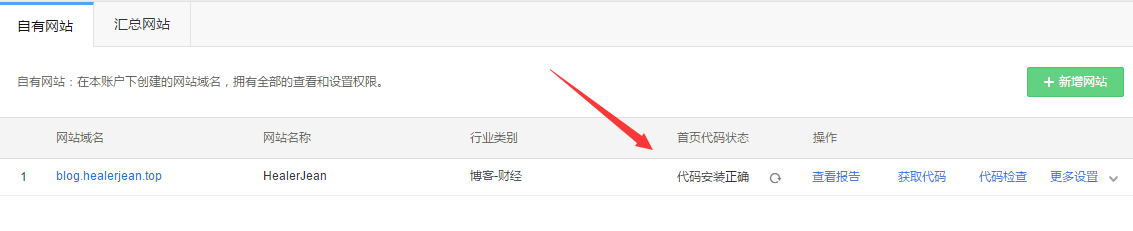 自有网站 汇总网站
自有网站：在本账户下创建的网站域名，拥有全部的查看和设置权限。 + 新增网站
网站域名 网站名称 行业类别 首页代码状态 操作
1 blog.healerjean.top HealerJean 博客-财经 代码安装正确 查看报告 获取代码 代码检查 更多设置